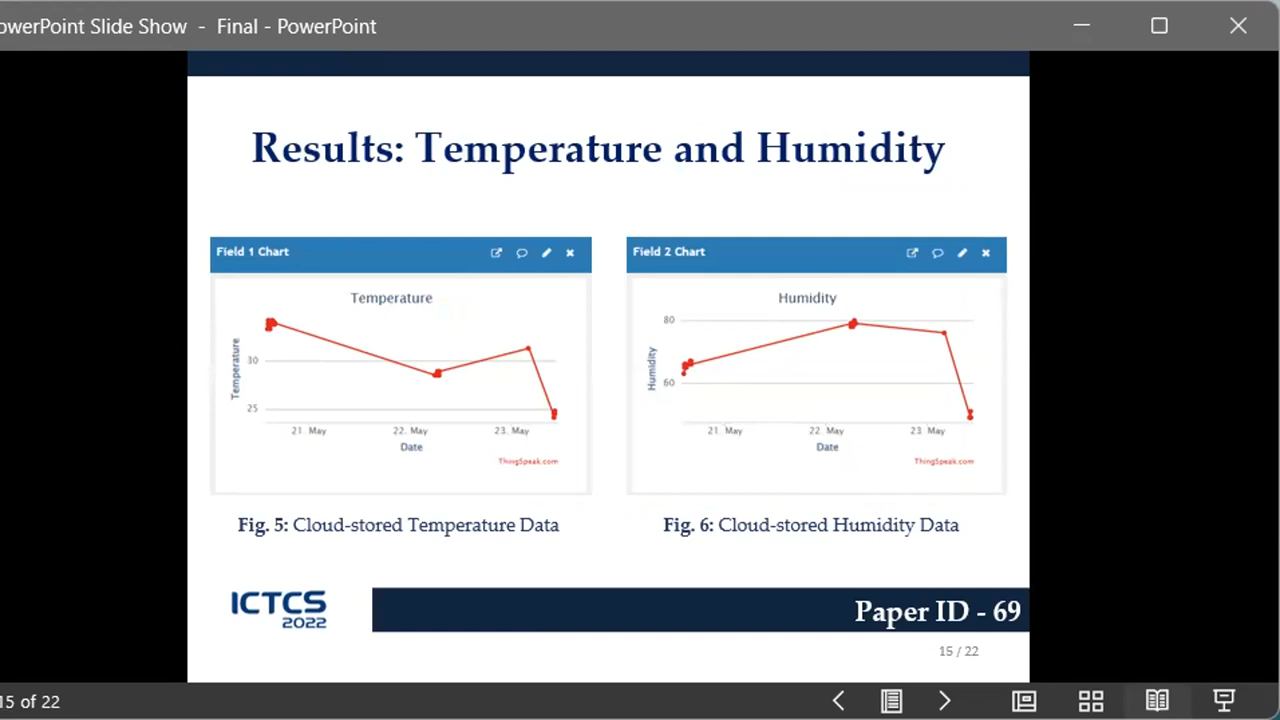 owerPoint Slide Show - Final - PowerPoint
Results: Temperature and Humidity
Field 1 Chart
Temperature
Temperature
30
25
21. May 22. May 23. May
Date
ThingSpeak.com
Fig. 5: Cloud-stored Temperature Data
Field 2 Chart
Humidity
Humidity
80
60
21. May 22. May 23. May
Date
ThingSpeak.com
Fig. 6: Cloud-stored Humidity Data
ICTCS
2022
Paper ID - 69
15 / 22
15 of 22